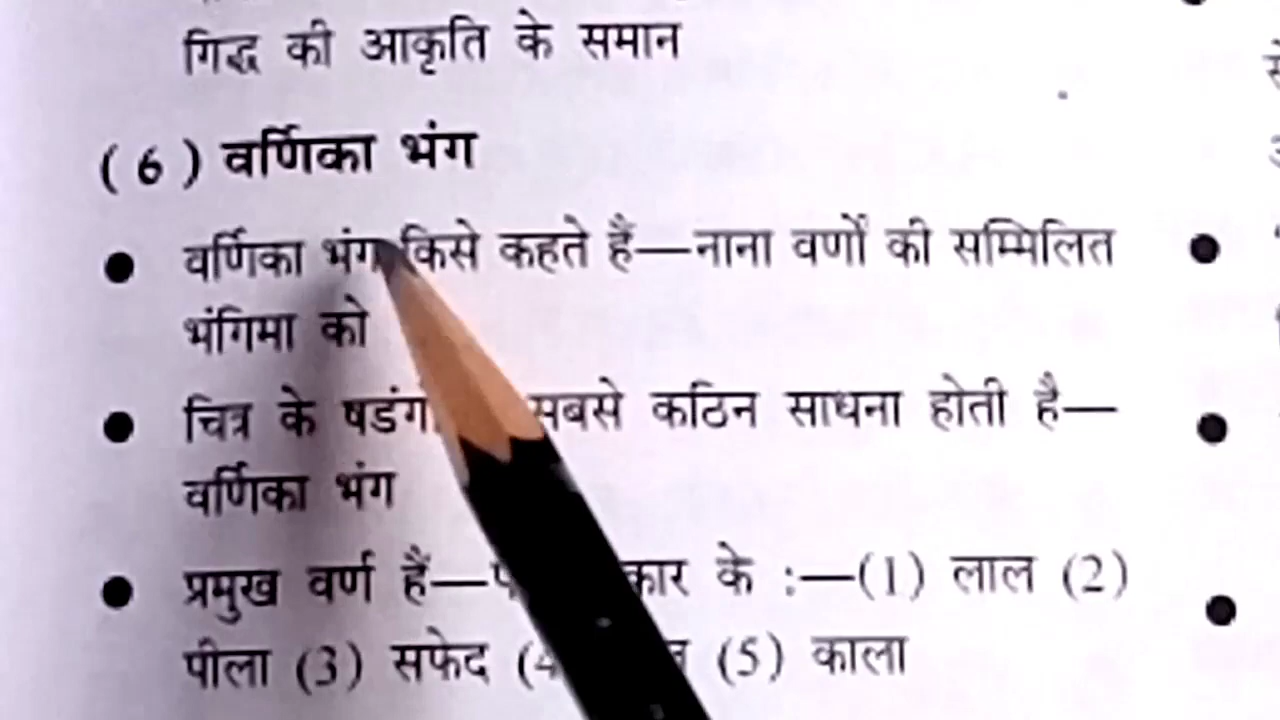 गिद्ध की आकृति के समान
( 6 ) वर्णिका भंग
● वर्णिका भंग किसे कहते हैं—नाना वर्णों की सम्मिलित
भंगिमा को
● चित्र के सबसे कठिन साधना होती है—
वर्णिका भंग
● प्रमुख वर्ण हैं— के :—(1) लाल (2)
पीला (3) सफेद (5) काला